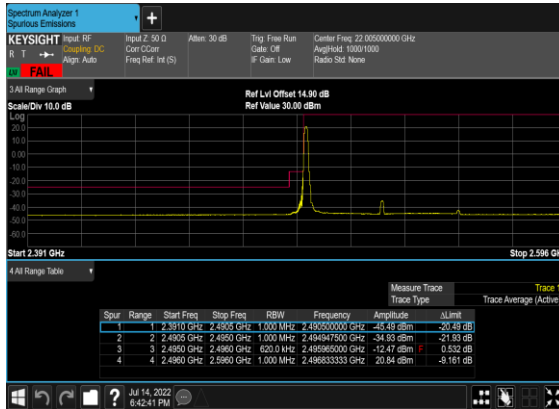 Spectrum Analyzer 1
Spurious Emissions
KEYSIGHT Input: RF Input Z: 50 Ω Atten: 30 dB Trig: Free Run Center Freq: 22.005000000 GHz
R T Coupling: DC Corr CCorr Gate: Off Avg|Hold: 1000/1000
Align: Auto Freq Ref: Int (S) IF Gain: Low Radio Std: None
LVI FAIL
3 All Range Graph
Ref Lvl Offset 14.90 dB
Scale/Div 10.0 dB Ref Value 30.00 dBm
Log
20.0
10.0
0.00
-10.0
-20.0
-30.0
-40.0
-50.0
-60.0
Start 2.391 GHz Stop 2.596 G
4 All Range Table
Measure Trace Trace 1
Trace Type Trace Average (Active
Spur Range Start Freq Stop Freq RBW Frequency Amplitude ΔLimit
1 1 2.3910 GHz 2.4905 GHz 1.000 MHz 2.490500000 GHz -45.49 dBm -20.49 dB
2 2 2.4905 GHz 2.4950 GHz 1.000 MHz 2.494947500 GHz -34.93 dBm -21.93 dB
3 3 2.4950 GHz 2.4960 GHz 620.0 kHz 2.495965000 GHz -12.47 dBm F 0.532 dB
4 4 2.4960 GHz 2.5960 GHz 1.000 MHz 2.496833333 GHz 20.84 dBm -9.161 dB
? Jul 14, 2022
6:42:41 PM